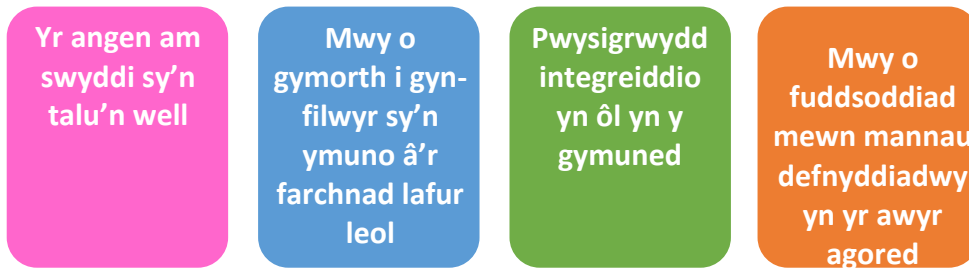 Yr angen am
swyddi sy'n
talu'n well
Mwy o
gymorth i gyn-
filwyr sy'n
ymuno â'r
farchnad lafur
leol
Pwysigrwydd
integreiddio
yn ôl yn y
gymuned
Mwy o
fuddsoddiad
mewn mannau
defnyddiadwy
yn yr awyr
agored